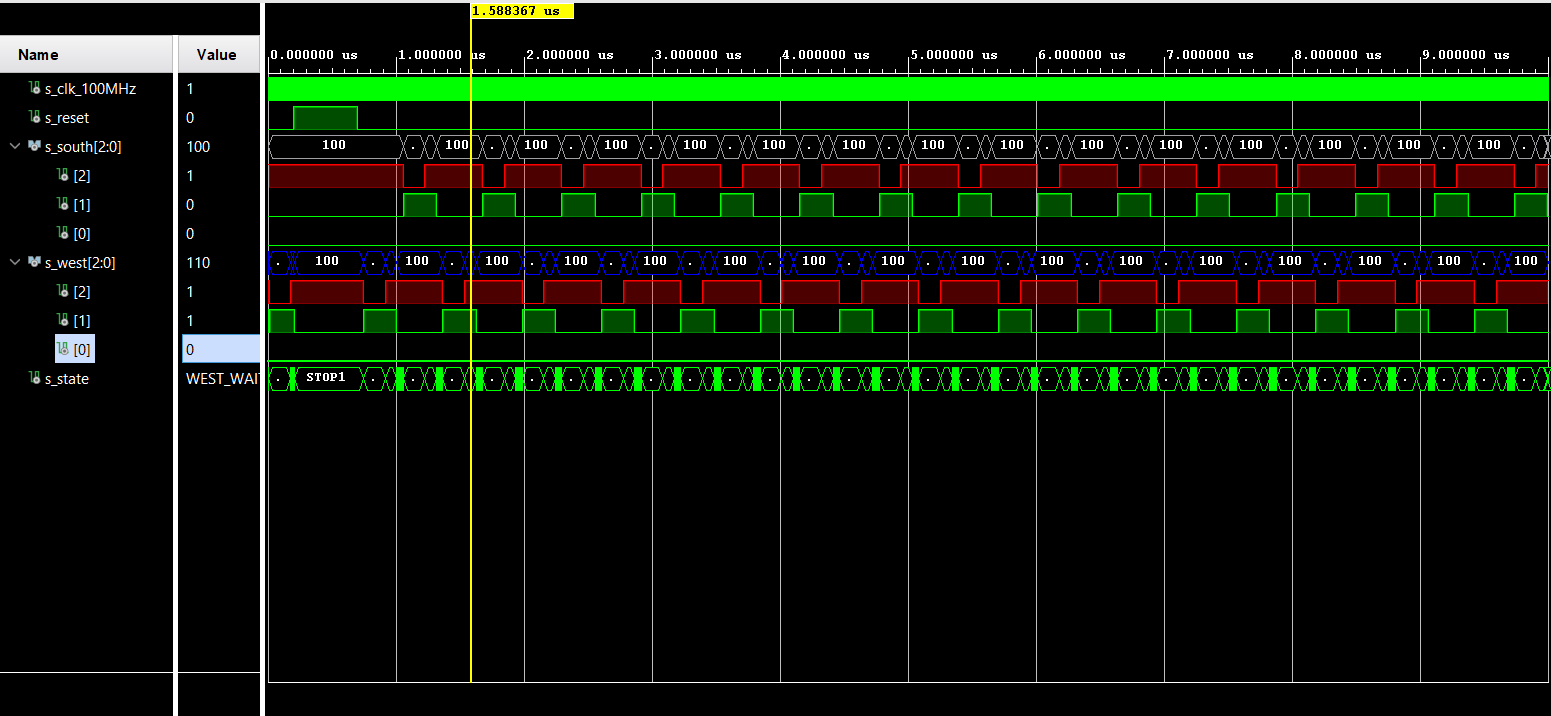 1.588367 us
Name Value 0.000000 us 1.000000 us 2.000000 us 3.000000 us 4.000000 us 5.000000 us 6.000000 us 7.000000 us 8.000000 us 9.000000 us
s_clk_100MHz 1
s_reset 0
s_south[2:0] 100 100 100 100 100 100 100 100 100 100 100 100 100 100 100 100
[2] 1
[1] 0
[0] 0
s_west[2:0] 110 100 100 100 100 100 100 100 100 100 100 100 100 100 100 100 100
[2] 1
[1] 1
[0] 0
s_state WEST_WAI STOP1